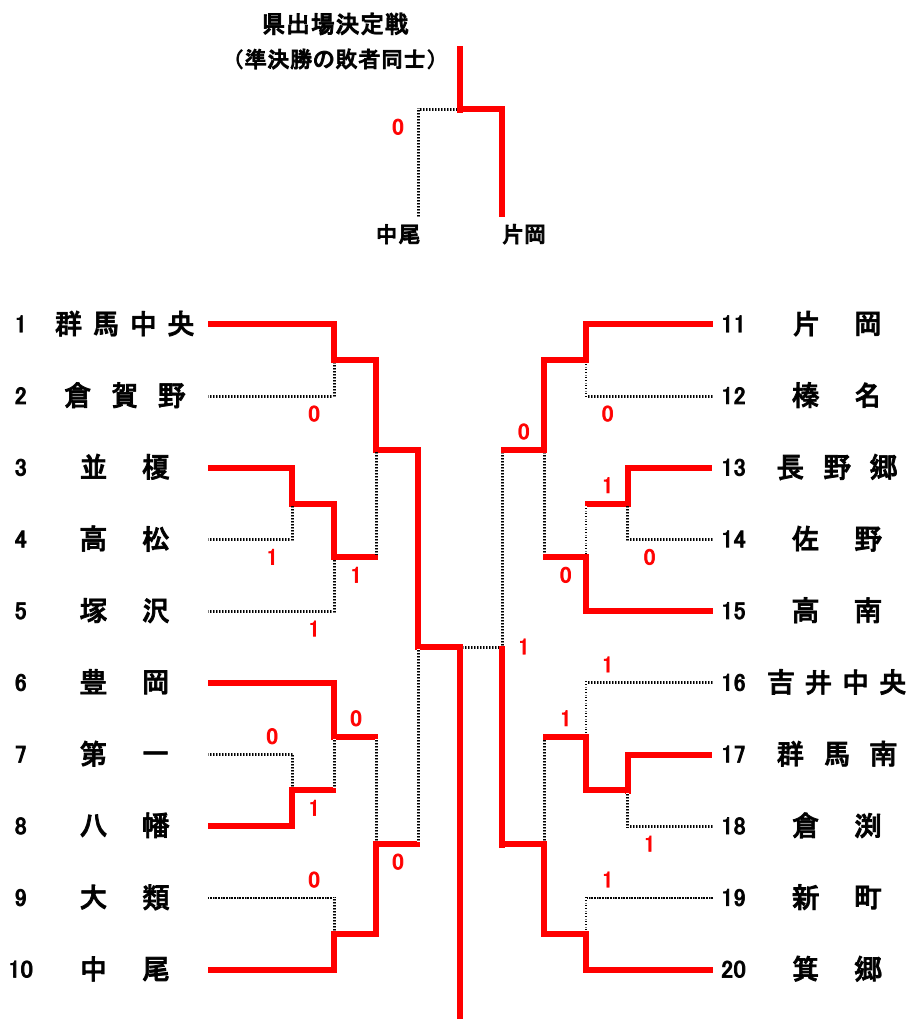 県出場決定戦
（準決勝の敗者同士）
0
中尾 片岡
1 群馬中央 11 片岡
2 倉賀野 0 12 榛名 0
0
3 並榎 13 長野郷
1
4 高松 1 14 佐野 0
1 0
5 塚沢 1 15 高南
1
6 豊岡 16 吉井中央 1
0 1
7 第一 0 17 群馬南
1
8 八幡 18 倉渕 1
0
9 大類 0 19 新町 1
10 中尾 20 箕郷